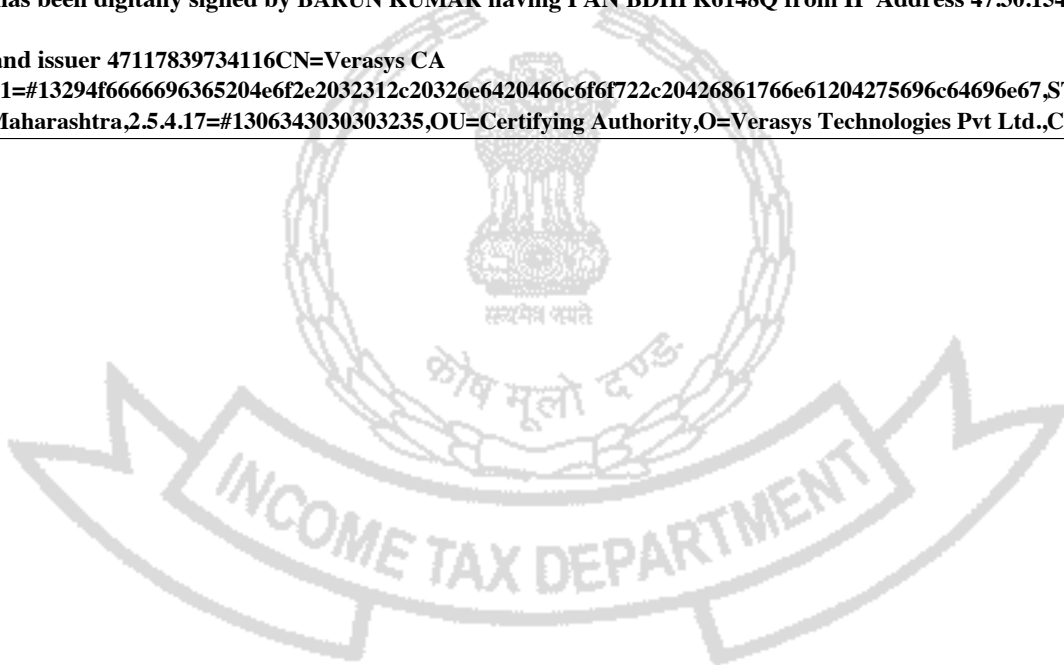 has been digitally signed by BARUN KUMAR having PAN BDHPK6148Q from IP Address 47.30.134
and issuer 47117839734116CN=Verasys CA
1=#13294f6666696365204e6f2e2032312c20326e6420466c6f6f722c20426861766e61204275696c64696e67,ST
Maharashtra,2.5.4.17=#1306343030303235,OU=Certifying Authority,O=Verasys Technologies Pvt Ltd.,C
सत्यमेव जयते
कोष मूलो दण्ड:
INCOME TAX DEPARTMENT